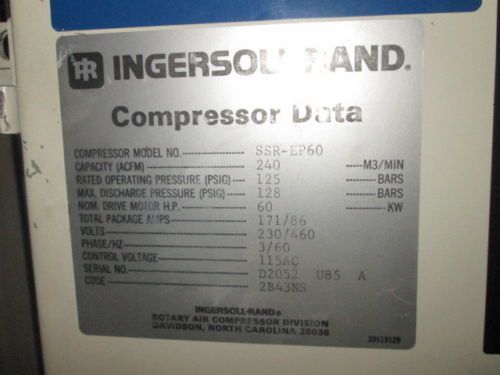 IR INGERSOLL-RAND®
Compressor Data
COMPRESSOR MODEL NO. SSR-EP60
CAPACITY (ACFM) 240 M3/MIN
RATED OPERATING PRESSURE (PSIG) 125 BARS
MAX. DISCHARGE PRESSURE (PSIG) 128 BARS
NOM. DRIVE MOTOR H.P. 60 KW
TOTAL PACKAGE AMPS 171/86
VOLTS 230/460
PHASE/HZ 3/60
CONTROL VOLTAGE 115AC
SERIAL NO. D2052 U85 A
CODE 2B43NS
INGERSOLL-RAND®
ROTARY AIR COMPRESSOR DIVISION
DAVIDSON, NORTH CAROLINA 28036